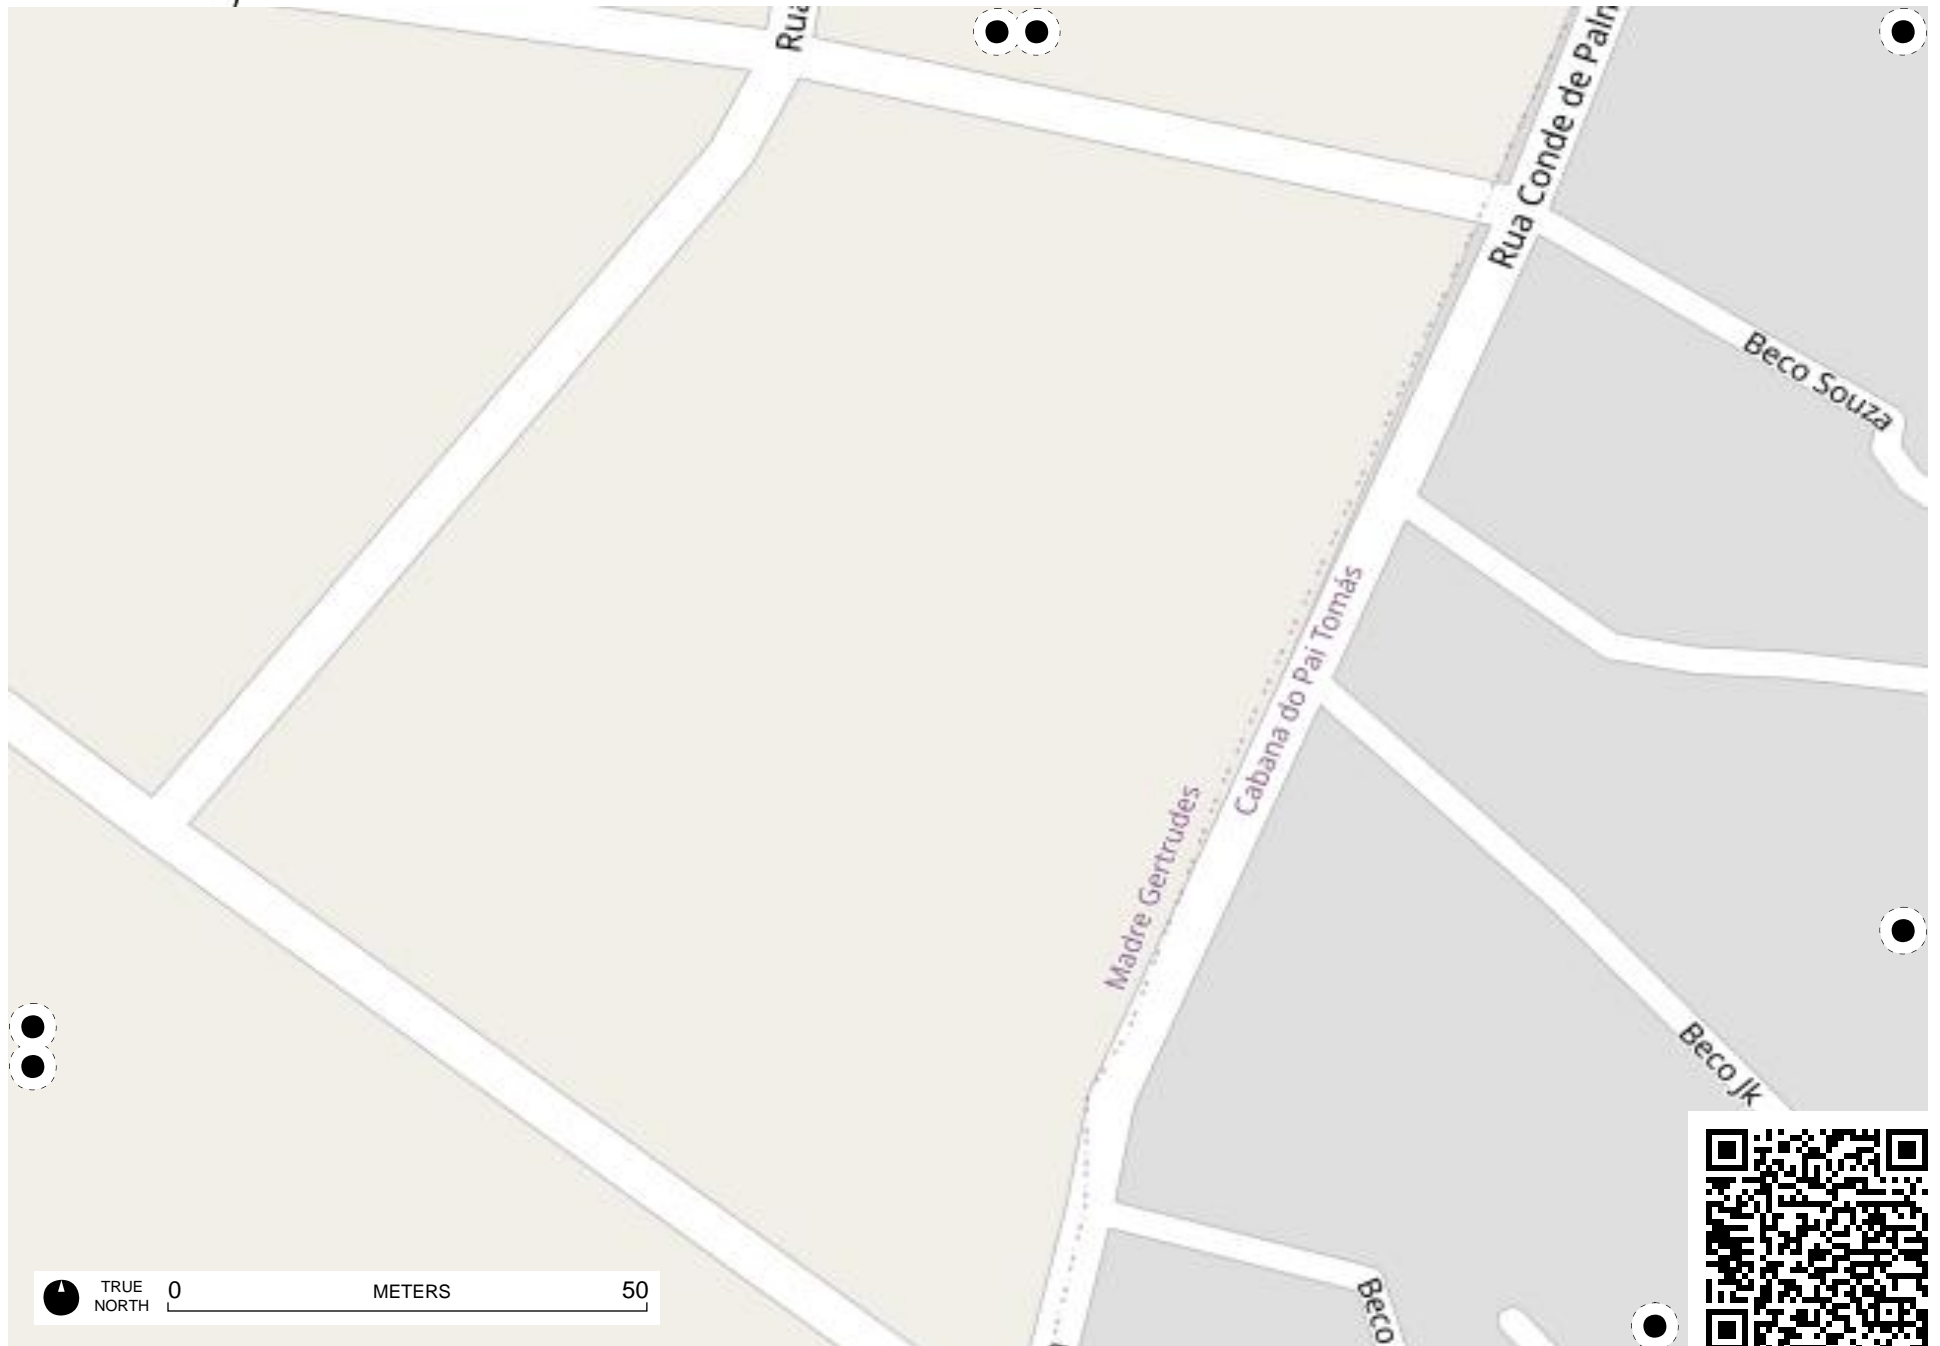 Rua
Rua Conde de Palm
Beco Souza
Cabana do Pai Tomás
Madre Gertrudes
Beco Jk
Beco
TRUE
NORTH
0 METERS 50